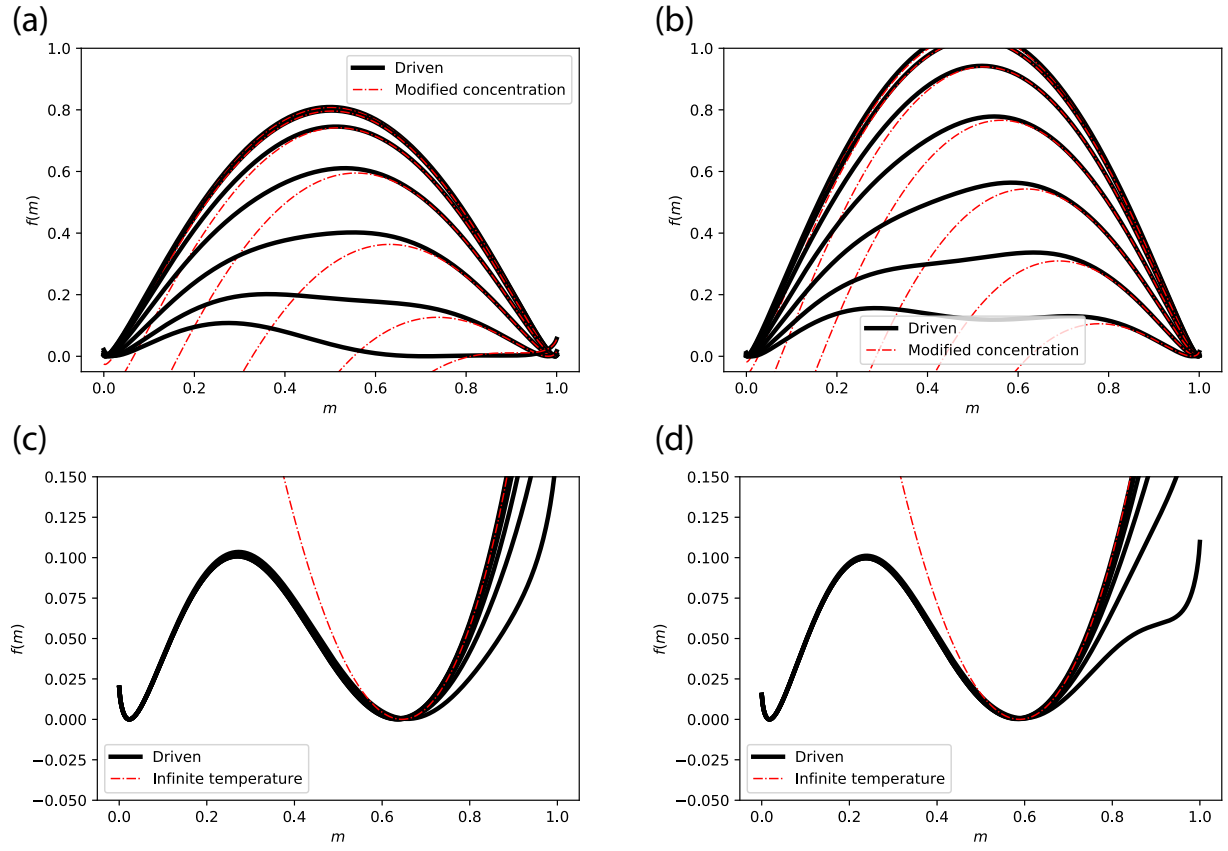 (a)
1.0
0.8
0.6
0.4
0.2
0.0
f(m)
0.0 0.2 0.4 0.6 0.8 1.0
m
Driven
Modified concentration
(b)
1.0
0.8
0.6
0.4
0.2
0.0
f(m)
0.0 0.2 0.4 0.6 0.8 1.0
m
Driven
Modified concentration
(c)
0.150
0.125
0.100
0.075
0.050
0.025
0.000
−0.025
−0.050
f(m)
0.0 0.2 0.4 0.6 0.8 1.0
m
Driven
Infinite temperature
(d)
0.150
0.125
0.100
0.075
0.050
0.025
0.000
−0.025
−0.050
f(m)
0.0 0.2 0.4 0.6 0.8 1.0
m
Driven
Infinite temperature